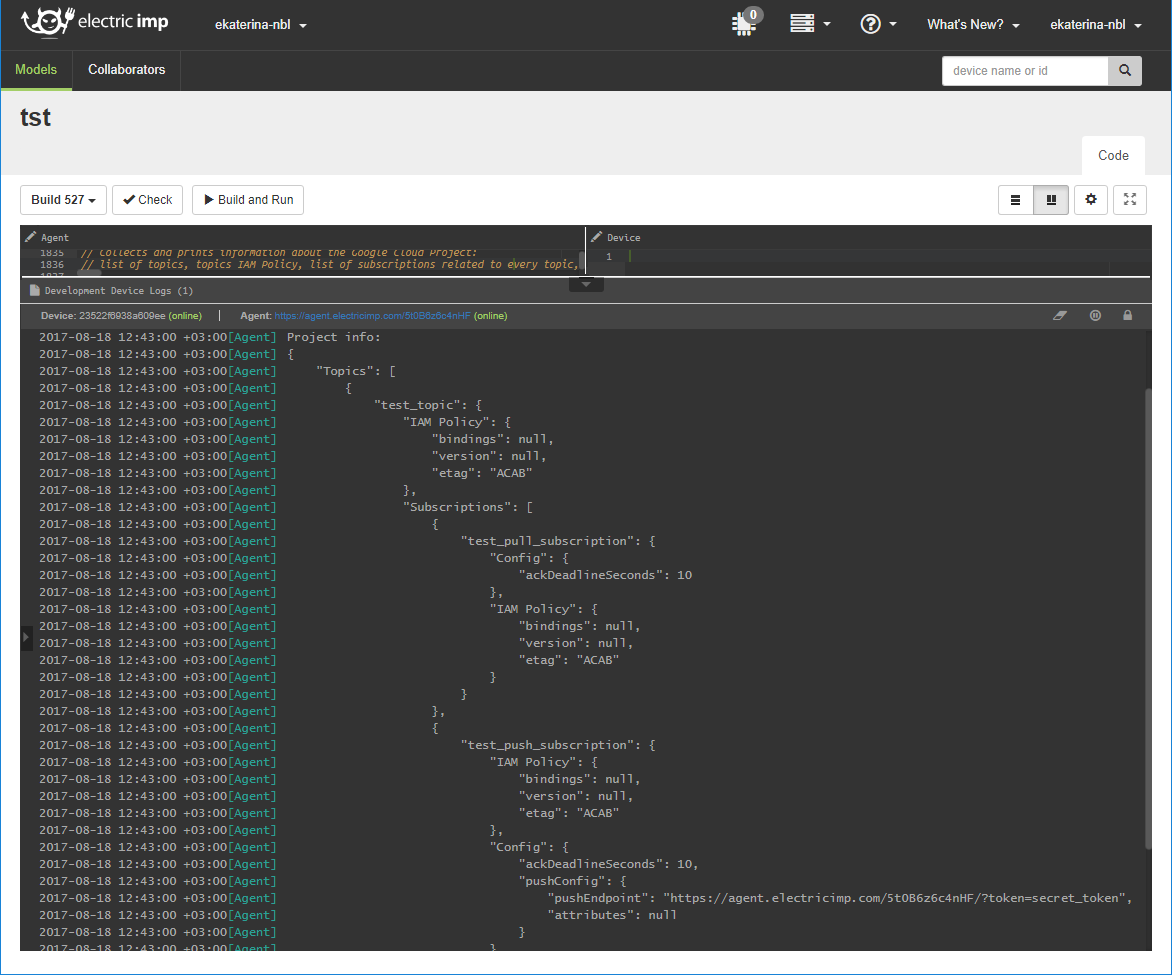 electric imp ekaterina-nbl 0 What's New? ekaterina-nbl
Models Collaborators device name or id
tst
Code
Build 527 Check Build and Run
Agent Device
1835 // Collects and prints information about the Google Cloud Project:
1836 // list of topics, topics IAM Policy, list of subscriptions related to every topic,
1837
1
Development Device Logs (1)
Device: 23522f6938a609ee (online) | Agent: https://agent.electricimp.com/5t0B6z6c4nHF (online)
2017-08-18 12:43:00 +03:00[Agent] Project info:
2017-08-18 12:43:00 +03:00[Agent] {
2017-08-18 12:43:00 +03:00[Agent] "Topics": [
2017-08-18 12:43:00 +03:00[Agent] {
2017-08-18 12:43:00 +03:00[Agent] "test_topic": {
2017-08-18 12:43:00 +03:00[Agent] "IAM Policy": {
2017-08-18 12:43:00 +03:00[Agent] "bindings": null,
2017-08-18 12:43:00 +03:00[Agent] "version": null,
2017-08-18 12:43:00 +03:00[Agent] "etag": "ACAB"
2017-08-18 12:43:00 +03:00[Agent] },
2017-08-18 12:43:00 +03:00[Agent] "Subscriptions": [
2017-08-18 12:43:00 +03:00[Agent] {
2017-08-18 12:43:00 +03:00[Agent] "test_pull_subscription": {
2017-08-18 12:43:00 +03:00[Agent] "Config": {
2017-08-18 12:43:00 +03:00[Agent] "ackDeadlineSeconds": 10
2017-08-18 12:43:00 +03:00[Agent] },
2017-08-18 12:43:00 +03:00[Agent] "IAM Policy": {
2017-08-18 12:43:00 +03:00[Agent] "bindings": null,
2017-08-18 12:43:00 +03:00[Agent] "version": null,
2017-08-18 12:43:00 +03:00[Agent] "etag": "ACAB"
2017-08-18 12:43:00 +03:00[Agent] }
2017-08-18 12:43:00 +03:00[Agent] }
2017-08-18 12:43:00 +03:00[Agent] },
2017-08-18 12:43:00 +03:00[Agent] {
2017-08-18 12:43:00 +03:00[Agent] "test_push_subscription": {
2017-08-18 12:43:00 +03:00[Agent] "IAM Policy": {
2017-08-18 12:43:00 +03:00[Agent] "bindings": null,
2017-08-18 12:43:00 +03:00[Agent] "version": null,
2017-08-18 12:43:00 +03:00[Agent] "etag": "ACAB"
2017-08-18 12:43:00 +03:00[Agent] },
2017-08-18 12:43:00 +03:00[Agent] "Config": {
2017-08-18 12:43:00 +03:00[Agent] "ackDeadlineSeconds": 10,
2017-08-18 12:43:00 +03:00[Agent] "pushConfig": {
2017-08-18 12:43:00 +03:00[Agent] "pushEndpoint": "https://agent.electricimp.com/5t0B6z6c4nHF/?token=secret_token",
2017-08-18 12:43:00 +03:00[Agent] "attributes": null
2017-08-18 12:43:00 +03:00[Agent] }
2017-08-18 12:43:00 +03:00[Agent] }